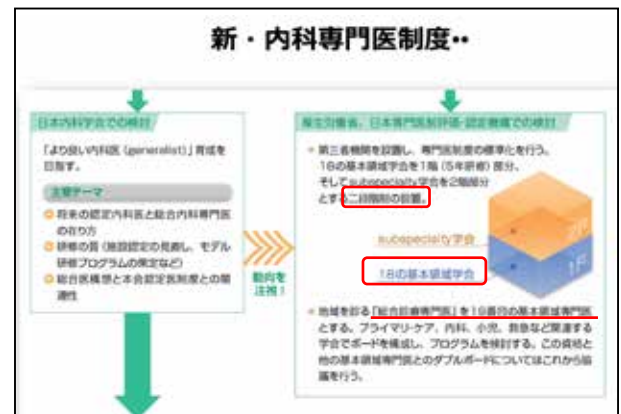 新・内科専門医制度••
日本内科学会での検討
「より良い内科医（generalist）」育成を
目指す。
主要テーマ
将来の認定内科医と総合内科専門医
の在り方
研修の質（施設認定の見直し、モデル
研修プログラムの策定など）
総合医構想と本会認定医制度との関
連性
動向を
注視！
厚生労働省、日本専門医制評価・認定機構での検討
第三者機関を設置し、専門医制度の標準化を行う。
18の基本領域学会を1階（5年研修）部分、
そしてsubspecialty学会を2階部分
とする二段階制の設置。
subspecialty学会
18の基本領域学会
2F
1F
地域を診る「総合診療専門医」を19番目の基本領域専門医
とする。プライマリ・ケア、内科、小児、救急など関連する
学会でボードを構成し、プログラムを検討する。この資格と
他の基本領域専門医とのダブルボードについてはこれから協
議を行う。